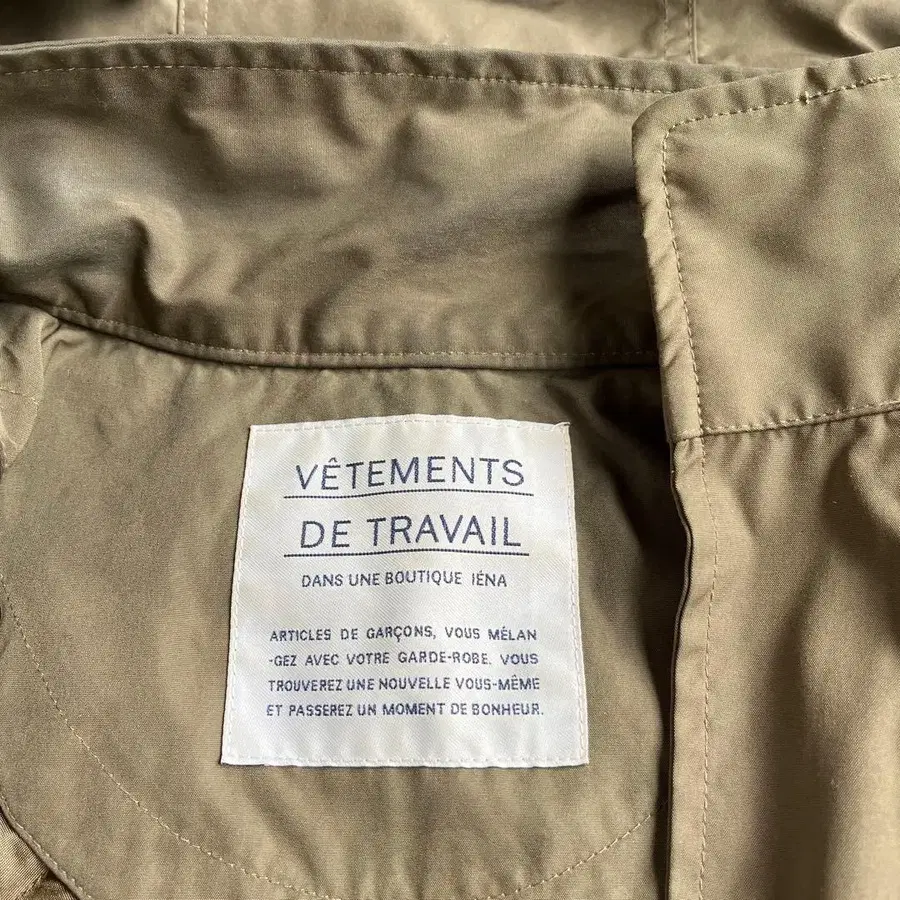 VÊTEMENTS
DE TRAVAIL
DANS UNE BOUTIQUE IÉNA
ARTICLES DE GARÇONS, VOUS MÉLAN
-GEZ AVEC VOTRE GARDE-ROBE. VOUS
TROUVEREZ UNE NOUVELLE VOUS-MÊME
ET PASSEREZ UN MOMENT DE BONHEUR.